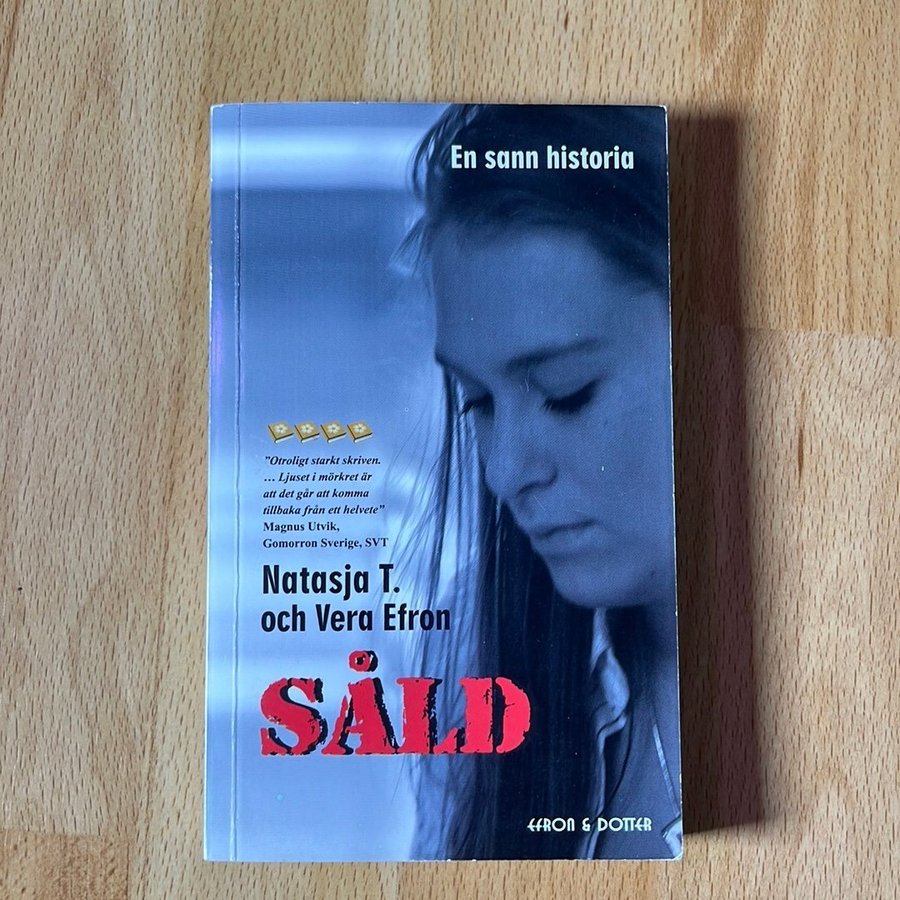 En sann historia
”Otroligt starkt skriven.
… Ljuset i mörkret är
att det går att komma
tillbaka från ett helvete”
Magnus Utvik,
Gomorron Sverige, SVT
Natasja T.
och Vera Efron
SÅLD
EFRON & DOTTER